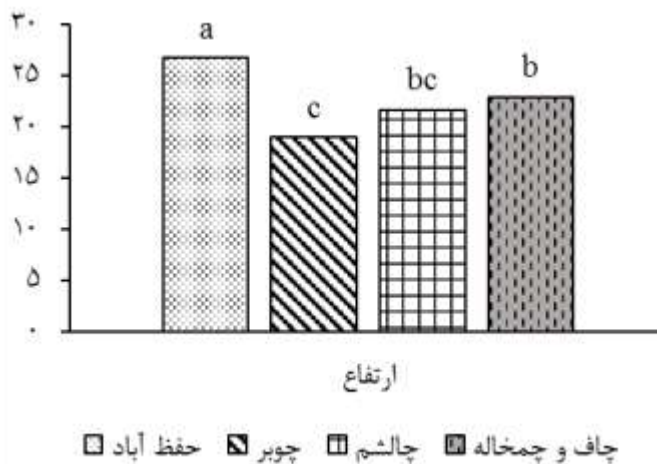 ۳۰
۲۵
۲۰
۱۵
۱۰
۵
۰
a
c
bc
b
ارتفاع
حفظ آباد
چوبر
چالشم
چاف و چمخاله